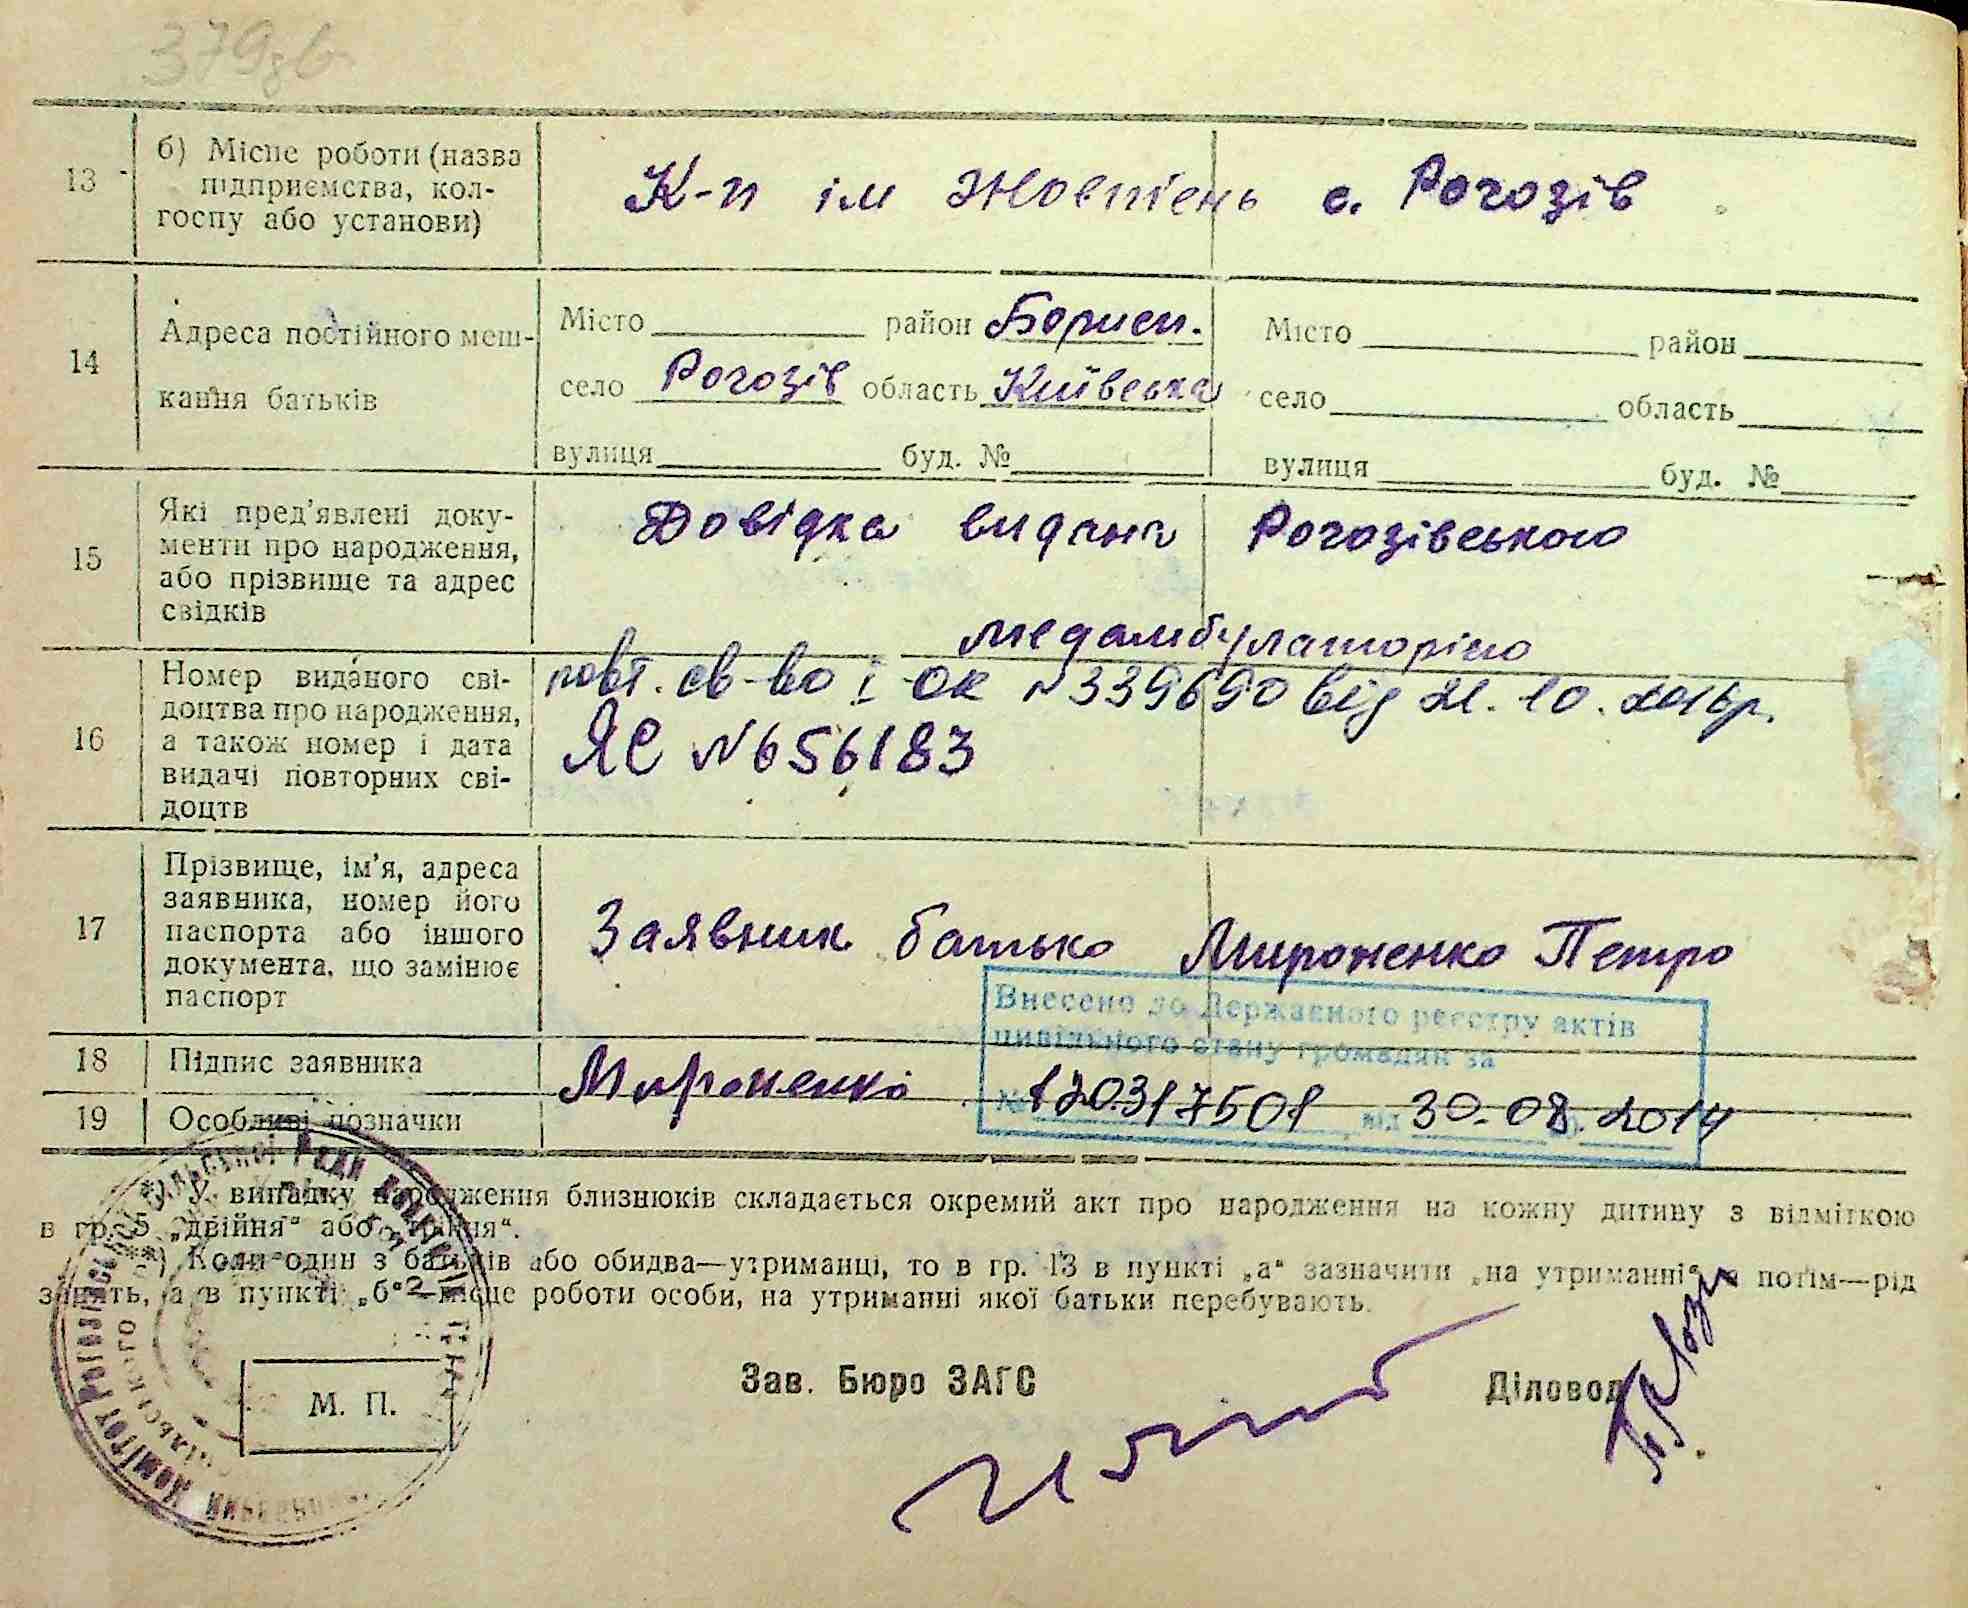 379зв
13 б) Місце роботи (назва
підприємства, кол-
госпу або установи)
К-п ім Жовтень с. Рогозів
14 Адреса постійного меш-
кання батьків
Місто район Борисп.
село Рогозів область Київська
вулиця буд. №
Місто район
село область
вулиця буд. №
15 Які пред'явлені доку-
менти про народження,
або прізвище та адрес
свідків
Довідка видана Рогозівською
медамбулаторією
16 Номер виданого сві-
доцтва про народження,
а також номер і дата
видачі повторних сві-
доцтв
повт. св-во І-ОК №339690 від 21.10.2016р.
ЯС №656183
17 Прізвище, ім'я, адреса
заявника, номер його
паспорта або іншого
документа, що замінює
паспорт
Заявник батько Мироненко Петро
Внесено до Державного реєстру актів
цивільного стану громадян за
№ 120317501 від 30.08.2014
18 Підпис заявника
Мироненко
19 Особливі позначки
*) У випадку народження близнюків складається окремий акт про народження на кожну дитину з відміткою
в гр. 5 „двійня“ або „трійня“.
**) Коли один з батьків або обидва—утриманці, то в гр. 13 в пункті „а“ зазначити „на утриманні“ а потім—рід
занять, а в пункті „б“—місце роботи особи, на утриманні якої батьки перебувають.
Зав. Бюро ЗАГС
Діловод
М. П.